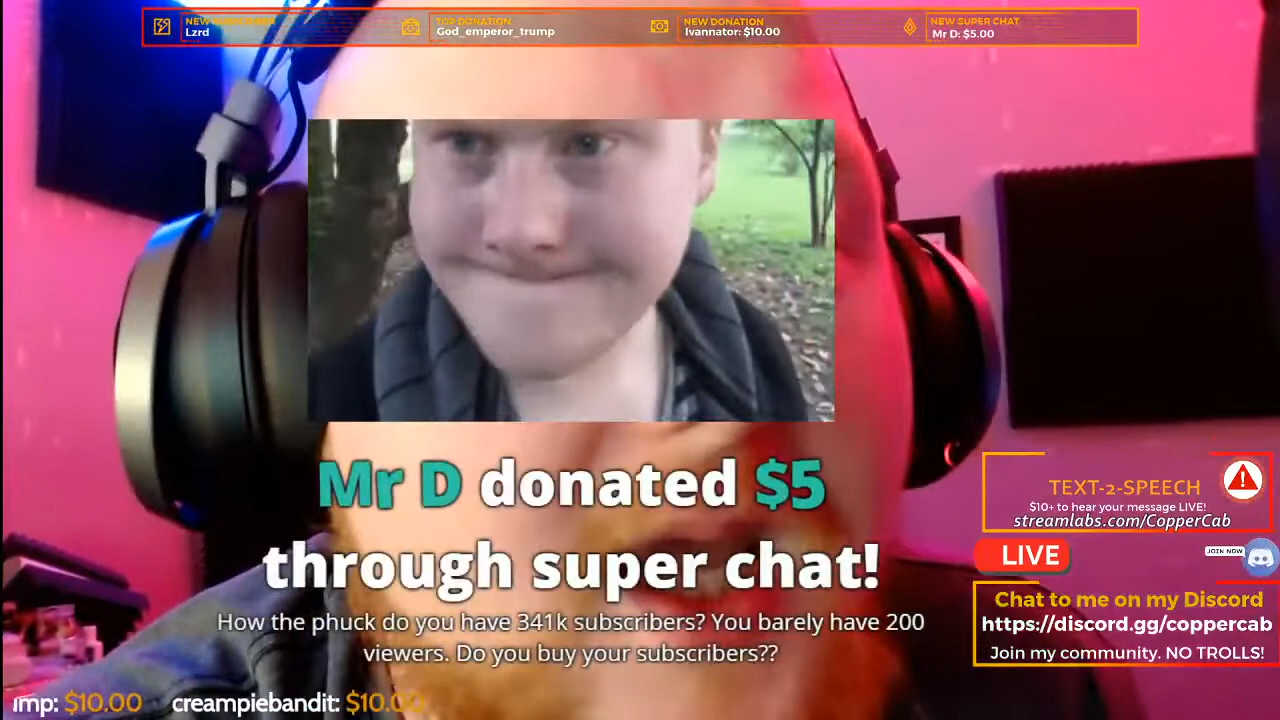 TOP DONATION
NEW DONATION
NEW SUPER CHAT
Lzrd
God_emperor_trump
Ivannator: $10.00
Mr D: $5.00
Mr D donated $5
through super chat!
How the phuck do you have 341k subscribers? You barely have 200
viewers. Do you buy your subscribers??
TEXT-2-SPEECH
$10+ to hear your message LIVE!
streamlabs.com/CopperCab
LIVE
JOIN NOW
Chat to me on my Discord
https://discord.gg/coppercab
Join my community. NO TROLLS!
imp: $10.00 creampiebandit: $10.00